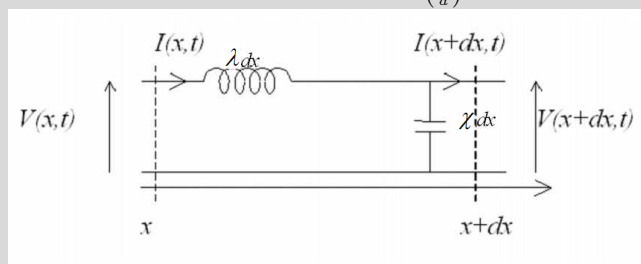 (a)
I(x,t)
I(x+dx,t)
λdx
V(x,t)
χdx
V(x+dx,t)
x
x+dx